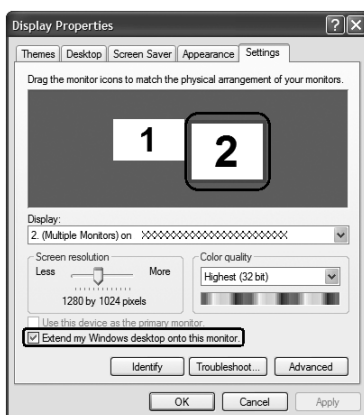 Display Properties
Themes Desktop Screen Saver Appearance Settings
Drag the monitor icons to match the physical arrangement of your monitors.
1 2
Display:
2. (Multiple Monitors) on XXXXXXXXXXXXXXXXXXXXXXX
Screen resolution Color quality
Less More Highest (32 bit)
1280 by 1024 pixels
Use this device as the primary monitor.
Extend my Windows desktop onto this monitor.
Identify Troubleshoot... Advanced
OK Cancel Apply